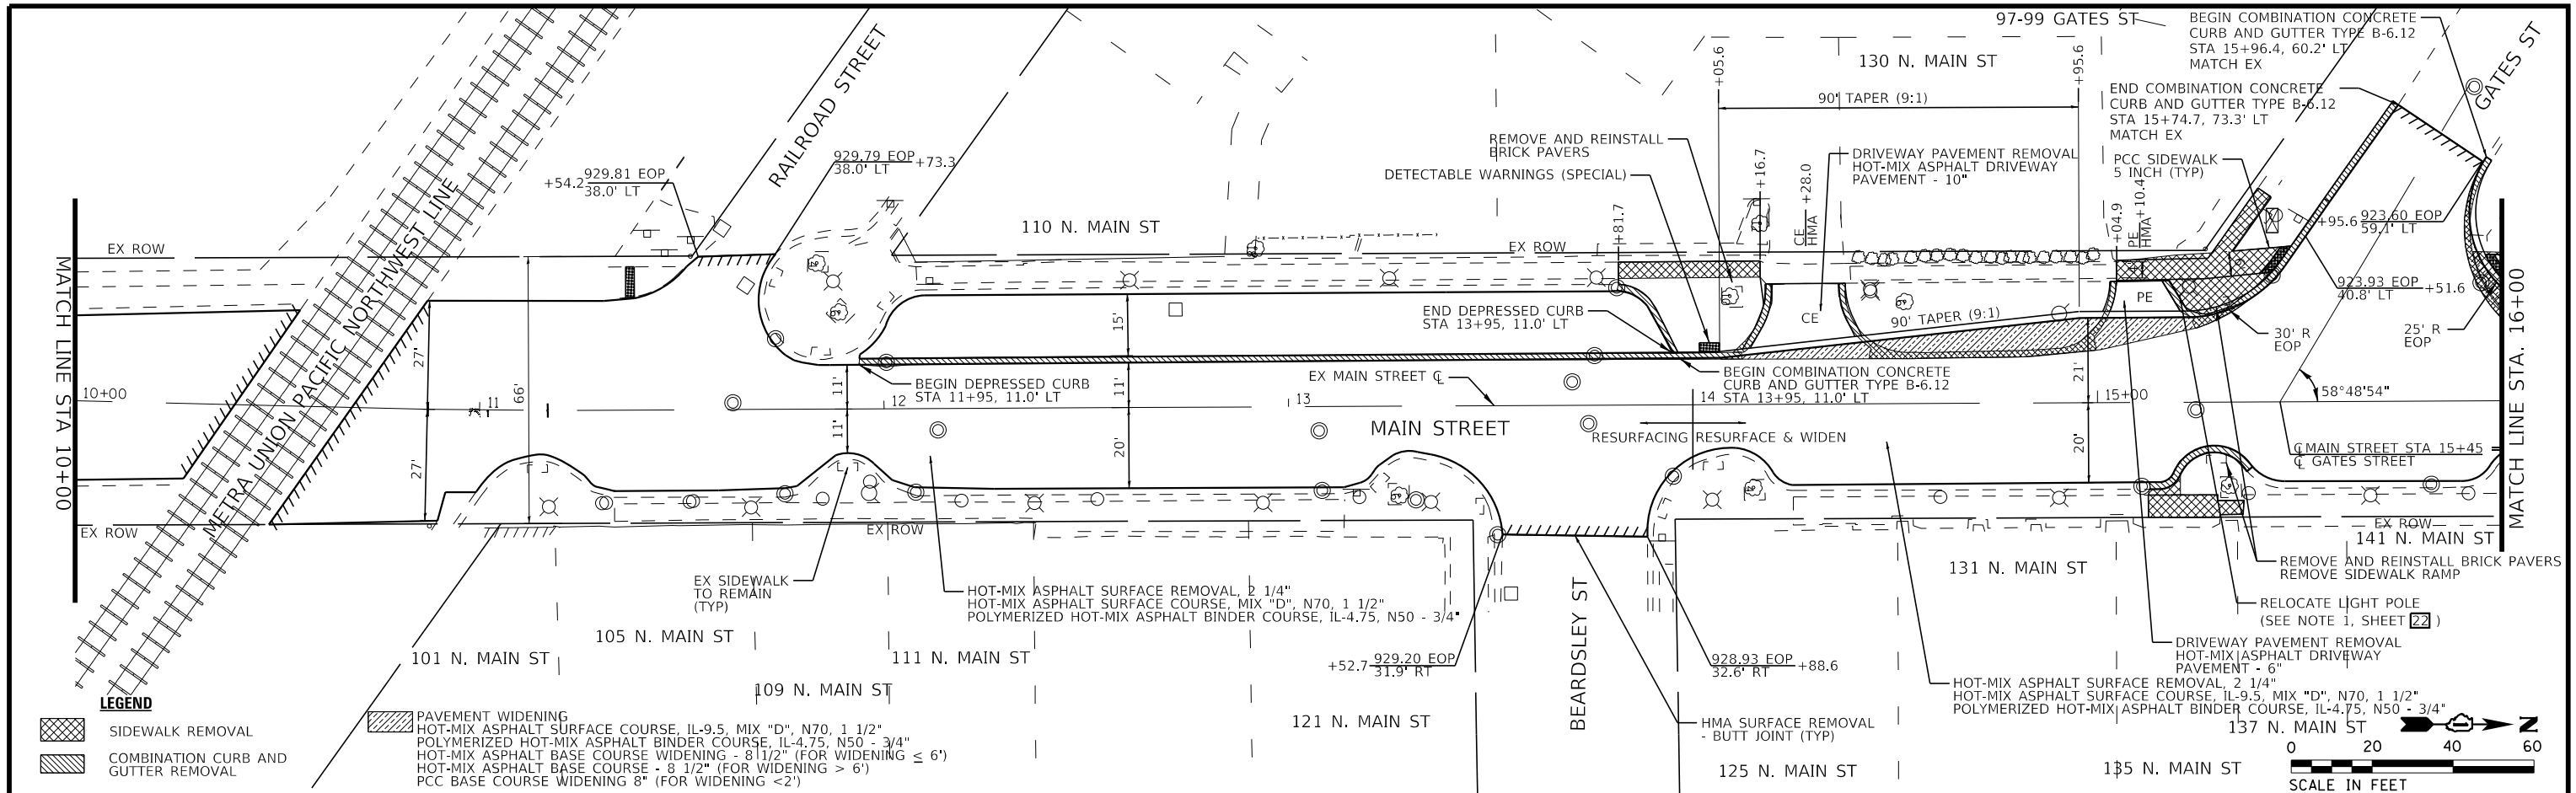 97-99 GATES ST
BEGIN COMBINATION CONCRETE
CURB AND GUTTER TYPE B-6.12
STA 15+96.4, 60.2' LT
MATCH EX
GATES ST
END COMBINATION CONCRETE
CURB AND GUTTER TYPE B-6.12
STA 15+74.7, 73.3' LT
MATCH EX
PCC SIDEWALK
5 INCH (TYP)
130 N. MAIN ST
+05.6
+95.6
90' TAPER (9:1)
REMOVE AND REINSTALL
BRICK PAVERS
DETECTABLE WARNINGS (SPECIAL)
DRIVEWAY PAVEMENT REMOVAL
HOT-MIX ASPHALT DRIVEWAY
PAVEMENT - 10"
RAILROAD STREET
929.79 EOP
38.0' LT
+73.3
929.81 EOP
38.0' LT
+54.2
110 N. MAIN ST
+81.7
+16.7
+28.0
CE
HMA
+04.9
+10.4
PE
HMA
+95.6
923.60 EOP
59.1' LT
923.93 EOP
40.8' LT
+51.6
MATCH LINE STA 10+00
EX ROW
METRA UNION PACIFIC NORTHWEST LINE
EX ROW
MATCH LINE STA. 16+00
27'
27'
66'
11'
11'
15'
11'
20'
END DEPRESSED CURB
STA 13+95, 11.0' LT
CE
90' TAPER (9:1)
PE
30' R
EOP
25' R
EOP
21'
20'
BEGIN DEPRESSED CURB
STA 11+95, 11.0' LT
EX MAIN STREET CL
BEGIN COMBINATION CONCRETE
CURB AND GUTTER TYPE B-6.12
STA 13+95, 11.0' LT
58°48'54"
10+00
11
12
13
14
15+00
MAIN STREET
RESURFACING
RESURFACE & WIDEN
CL MAIN STREET STA 15+45
CL GATES STREET
EX ROW
EX ROW
EX ROW
141 N. MAIN ST
REMOVE AND REINSTALL BRICK PAVERS
REMOVE SIDEWALK RAMP
EX SIDEWALK
TO REMAIN
(TYP)
HOT-MIX ASPHALT SURFACE REMOVAL, 2 1/4"
HOT-MIX ASPHALT SURFACE COURSE, MIX "D", N70, 1 1/2"
POLYMERIZED HOT-MIX ASPHALT BINDER COURSE, IL-4.75, N50 - 3/4"
131 N. MAIN ST
RELOCATE LIGHT POLE
(SEE NOTE 1, SHEET 22 )
101 N. MAIN ST
105 N. MAIN ST
109 N. MAIN ST
111 N. MAIN ST
121 N. MAIN ST
+52.7
929.20 EOP
31.9' RT
BEARDSLEY ST
928.93 EOP
32.6' RT
+88.6
DRIVEWAY PAVEMENT REMOVAL
HOT-MIX ASPHALT DRIVEWAY
PAVEMENT - 6"
HOT-MIX ASPHALT SURFACE REMOVAL, 2 1/4"
HOT-MIX ASPHALT SURFACE COURSE, IL-9.5, MIX "D", N70, 1 1/2"
POLYMERIZED HOT-MIX ASPHALT BINDER COURSE, IL-4.75, N50 - 3/4"
HMA SURFACE REMOVAL
- BUTT JOINT (TYP)
125 N. MAIN ST
135 N. MAIN ST
137 N. MAIN ST
LEGEND
SIDEWALK REMOVAL
COMBINATION CURB AND
GUTTER REMOVAL
PAVEMENT WIDENING
HOT-MIX ASPHALT SURFACE COURSE, IL-9.5, MIX "D", N70, 1 1/2"
POLYMERIZED HOT-MIX ASPHALT BINDER COURSE, IL-4.75, N50 - 3/4"
HOT-MIX ASPHALT BASE COURSE WIDENING - 8 1/2" (FOR WIDENING ≤ 6')
HOT-MIX ASPHALT BASE COURSE - 8 1/2" (FOR WIDENING > 6')
PCC BASE COURSE WIDENING 8" (FOR WIDENING <2')
N
0 20 40 60
SCALE IN FEET